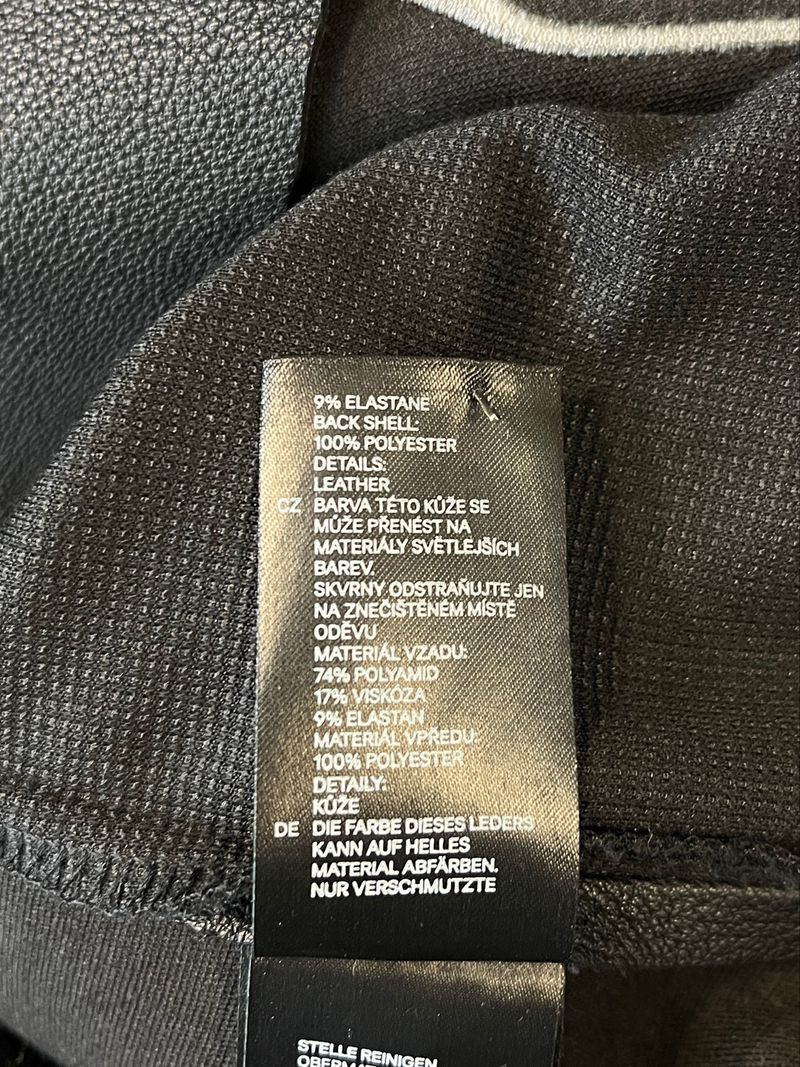 9% ELASTANE
BACK SHELL:
100% POLYESTER
DETAILS:
LEATHER
CZ BARVA TÉTO KŮŽE SE
MŮŽE PŘENÉST NA
MATERIÁLY SVĚTLEJŠÍCH
BAREV.
SKVRNY ODSTRAŇUJTE JEN
NA ZNEČIŠTĚNÉM MÍSTĚ
ODĚVU
MATERIÁL VZADU:
74% POLYAMID
17% VISKÓZA
9% ELASTAN
MATERIÁL VPŘEDU:
100% POLYESTER
DETAILY:
KŮŽE
DE DIE FARBE DIESES LEDERS
KANN AUF HELLES
MATERIAL ABFÄRBEN.
NUR VERSCHMUTZTE
STELLE REINIGEN